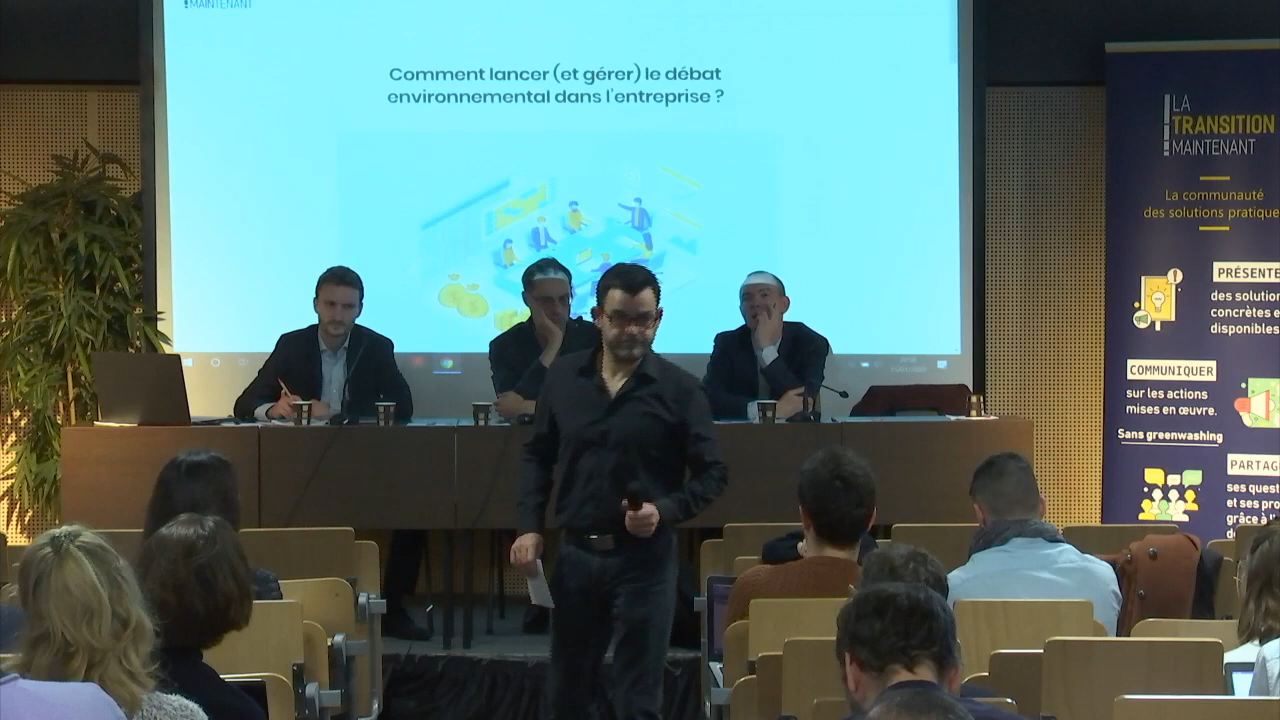 MAINTENANT
Comment lancer (et gérer) le débat
environnemental dans l'entreprise ?
LA
TRANSITION
MAINTENANT
La communauté
des solutions pratique
PRÉSENTE
des solution
concrètes e
disponibles
COMMUNIQUER
sur les actions
mises en œuvre.
Sans greenwashing
PARTAG
ses quest
et ses pro
grâce à l'